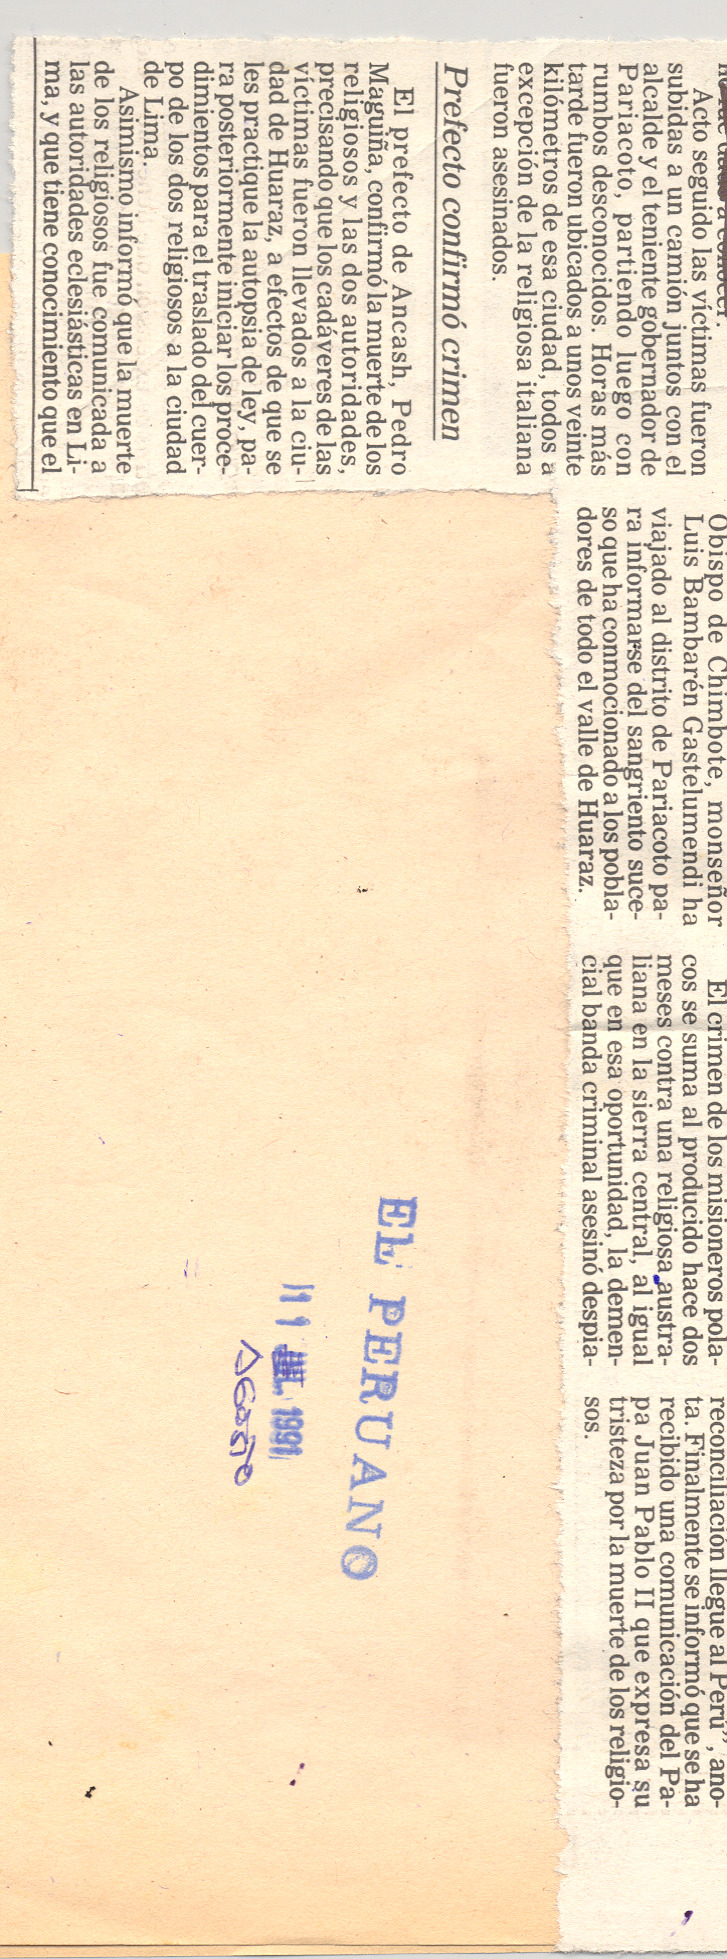 Acto seguido las víctimas fueron
subidas a un camión juntos con el
alcalde y el teniente gobernador de
Pariacoto, partiendo luego con
rumbos desconocidos. Horas más
tarde fueron ubicados a unos veinte
kilómetros de esa ciudad, todos a
excepción de la religiosa italiana
fueron asesinados.
Prefecto confirmó crimen
El prefecto de Ancash, Pedro
Maguiña, confirmó la muerte de los
religiosos y las dos autoridades,
precisando que los cadáveres de las
víctimas fueron llevados a la ciu-
dad de Huaraz, a efectos de que se
les practique la autopsia de ley, pa-
ra posteriormente iniciar los proce-
dimientos para el traslado del cuer-
po de los dos religiosos a la ciudad
de Lima.
Asimismo informó que la muerte
de los religiosos fue comunicada a
las autoridades eclesiásticas en Li-
ma, y que tiene conocimiento que el
Obispo de Chimbote, monseñor
Luis Bambarén Gastelumendi ha
viajado al distrito de Pariacoto pa-
ra informarse del sangriento suce-
so que ha conmocionado a los pobla-
dores de todo el valle de Huaraz.
El crimen de los misioneros pola-
cos se suma al producido hace dos
meses contra una religiosa austra-
liana en la sierra central, al igual
que en esa oportunidad, la demen-
cial banda criminal asesinó despia-
reconciliación llegue al Perú", ano-
ta. Finalmente se informó que se ha
recibido una comunicación del Pa-
pa Juan Pablo II que expresa su
tristeza por la muerte de los religio-
sos.
EL PERUANO
11 JUL. 1991
AGOSTO